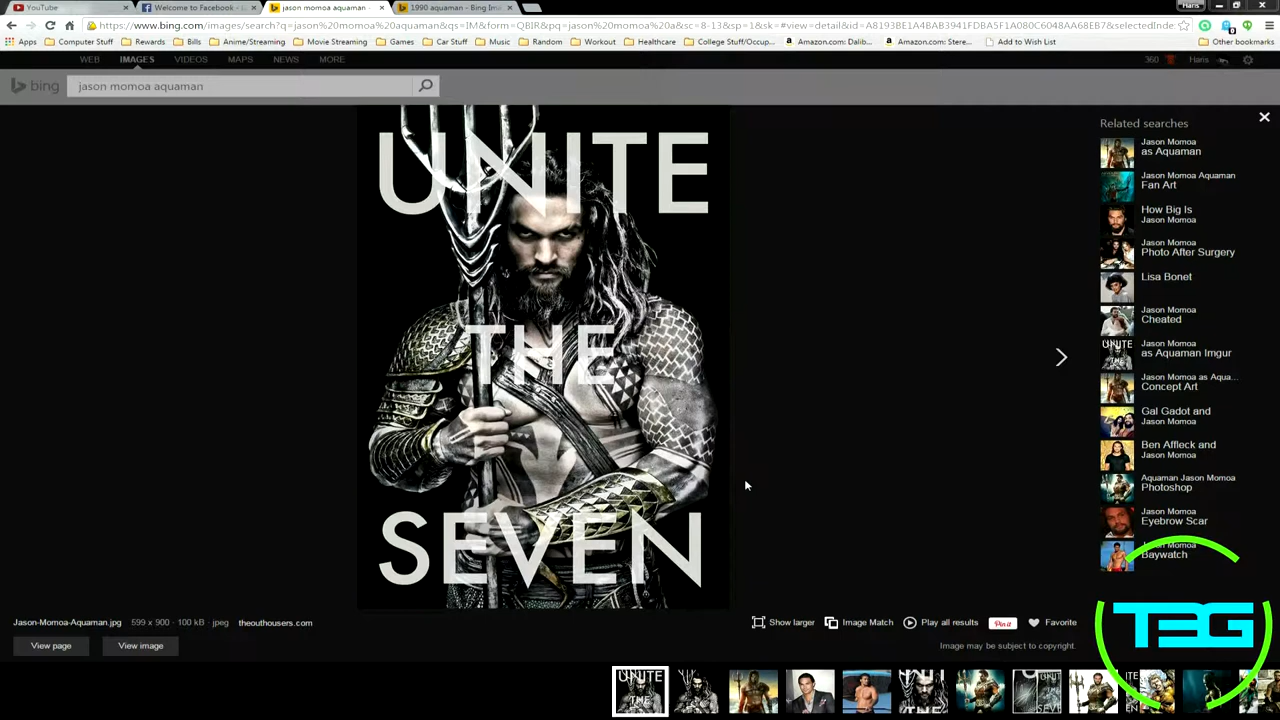 YouTube
Welcome to Facebook - L
jason momoa aquaman -
1990 aquaman - Bing Ima
Haris
https://www.bing.com/images/search?q=jason%20momoa%20aquaman&qs=IM&form=QBIR&pq=jason%20momoa%20a&sc=8-13&sp=1&sk=#view=detail&id=A8193BE1A4BAB3941FDBA5F1A080C6048AA68EB7&selectedInde
Apps
Computer Stuff
Rewards
Bills
Anime/Streaming
Movie Streaming
Games
Car Stuff
Music
Random
Workout
Healthcare
College Stuff/Occup...
Amazon.com: Dalib...
Amazon.com: Stere...
Add to Wish List
Other bookmarks
WEB IMAGES VIDEOS MAPS NEWS MORE
360 Haris
bing
jason momoa aquaman
UNITE
THE
SEVEN
Related searches
Jason Momoa
as Aquaman
Jason Momoa Aquaman
Fan Art
How Big Is
Jason Momoa
Jason Momoa
Photo After Surgery
Lisa Bonet
Jason Momoa
Cheated
Jason Momoa
as Aquaman Imgur
Jason Momoa as Aqua...
Concept Art
Gal Gadot and
Jason Momoa
Ben Affleck and
Jason Momoa
Aquaman Jason Momoa
Photoshop
Jason Momoa
Eyebrow Scar
Jason Momoa
Baywatch
Jason-Momoa-Aquaman.jpg 599 x 900 · 100 kB · jpeg theouthousers.com
Show larger
Image Match
Play all results
Pin it
Favorite
View page
View image
Image may be subject to copyright.
TBG